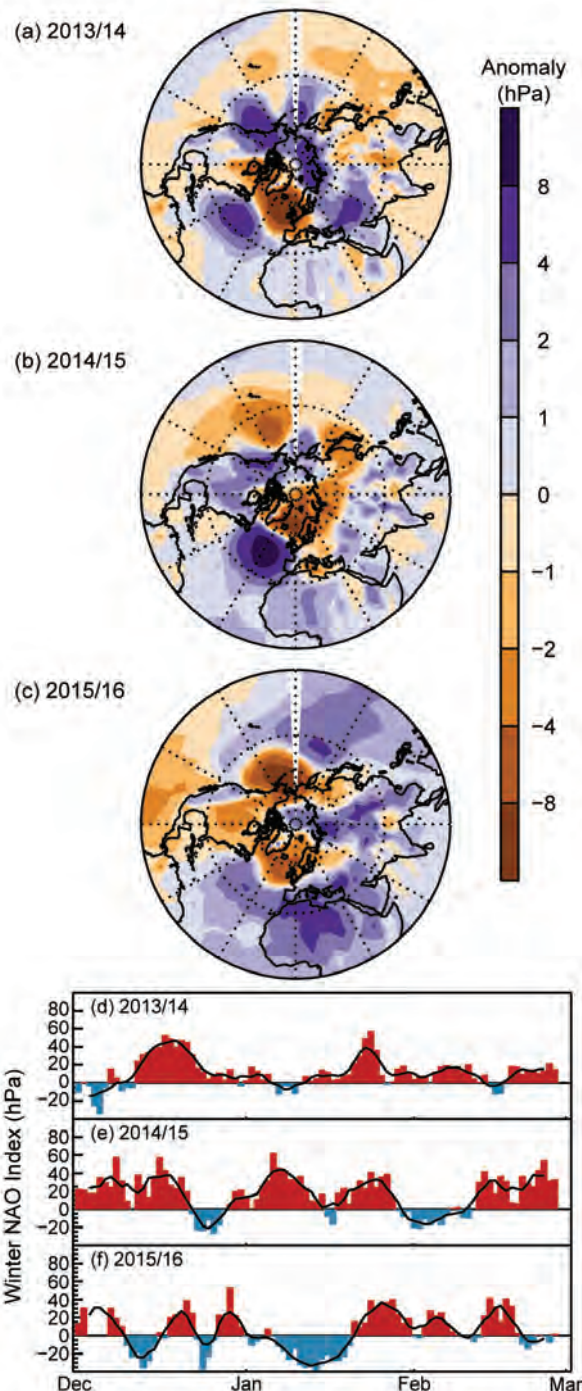 (a) 2013/14
Anomaly
(hPa)
8
4
2
1
0
−1
−2
−4
−8
(b) 2014/15
(c) 2015/16
Winter NAO Index (hPa)
(d) 2013/14
80
60
40
20
0
−20
(e) 2014/15
80
60
40
20
0
−20
(f) 2015/16
80
60
40
20
0
−20
Dec Jan Feb Mar